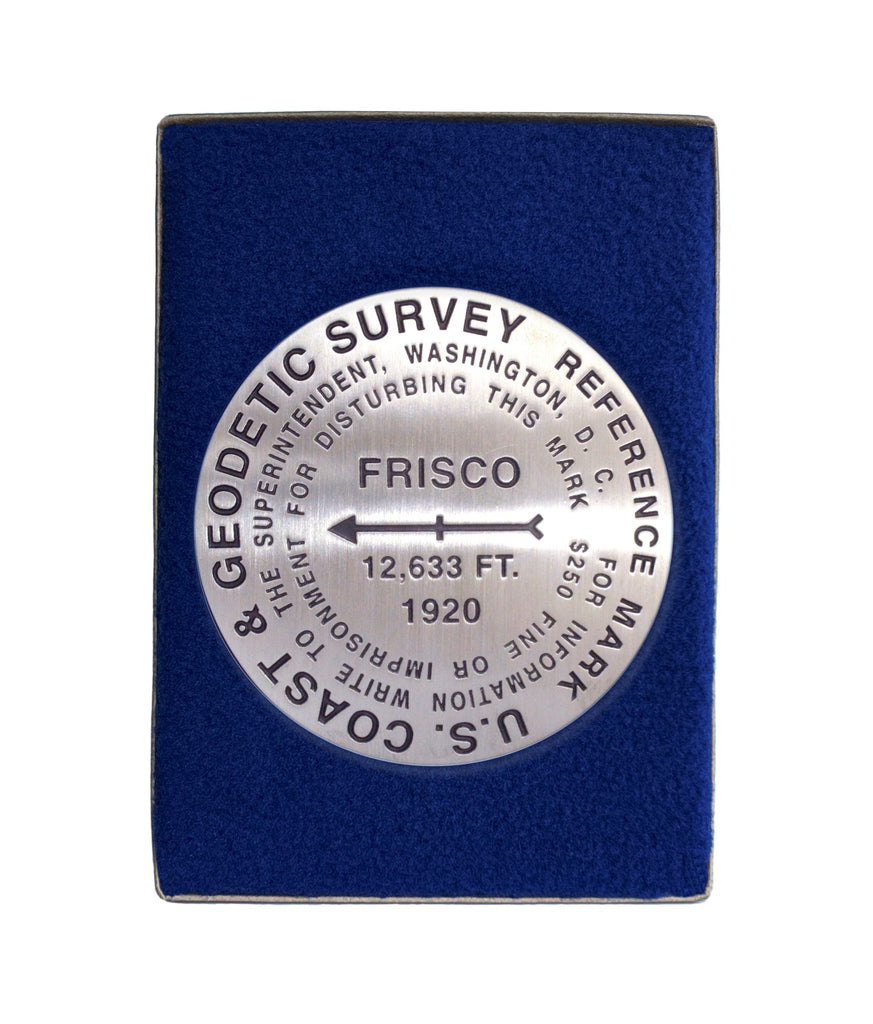 U.S. COAST & GEODETIC SURVEY REFERENCE MARK
FOR INFORMATION WRITE TO THE SUPERINTENDENT, WASHINGTON, D. C.
$250 FINE OR IMPRISONMENT FOR DISTURBING THIS MARK
FRISCO
12,633 FT.
1920